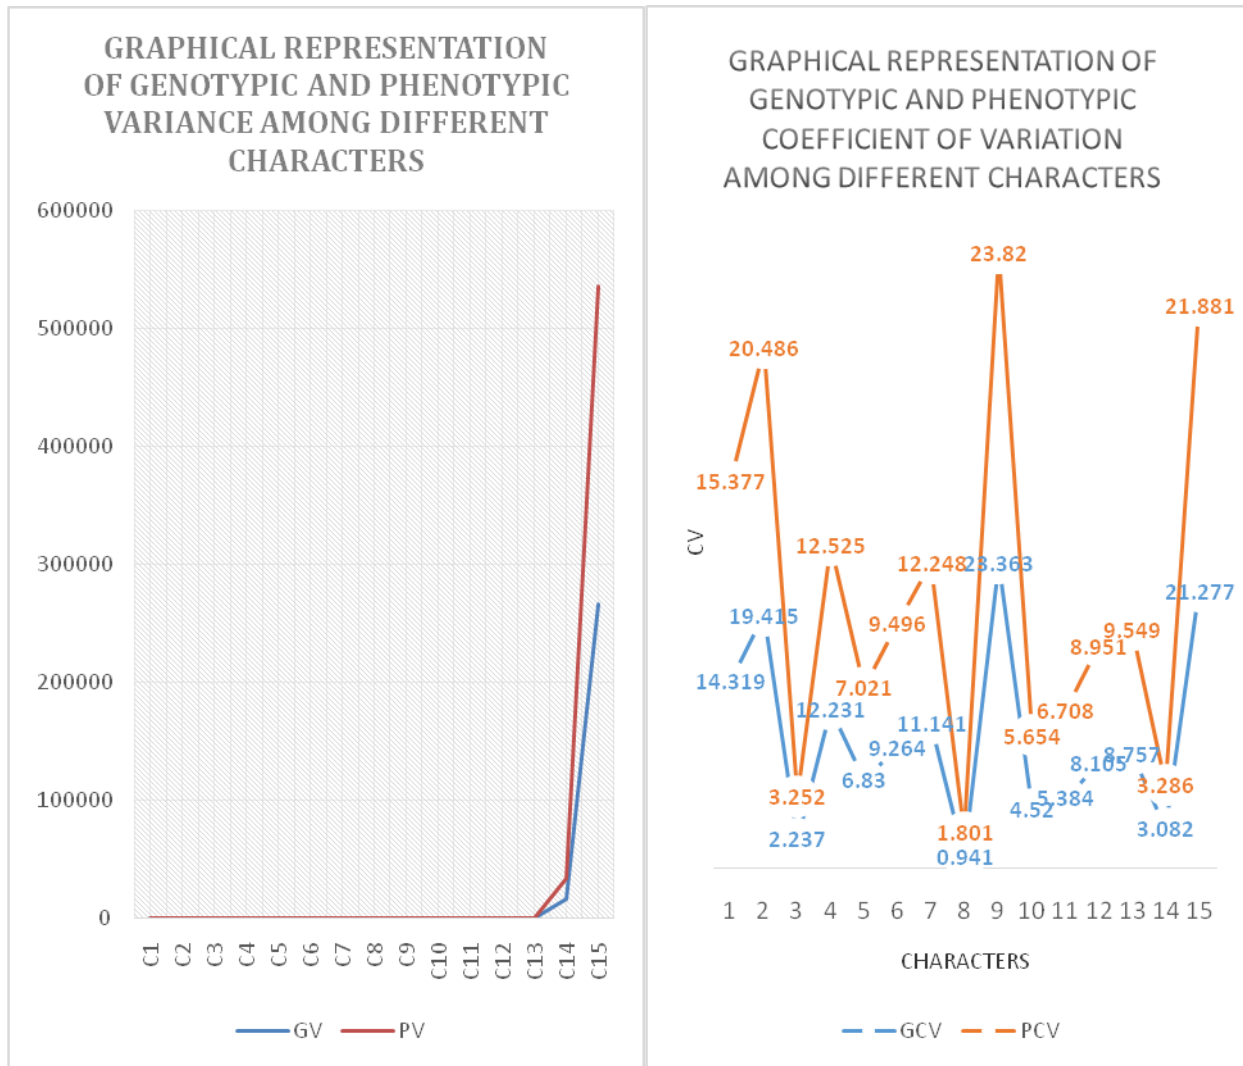 GRAPHICAL REPRESENTATION
OF GENOTYPIC AND PHENOTYPIC
VARIANCE AMONG DIFFERENT
CHARACTERS
600000
500000
400000
300000
200000
100000
0
C1 C2 C3 C4 C5 C6 C7 C8 C9 C10 C11 C12 C13 C14 C15
GV PV
GRAPHICAL REPRESENTATION OF
GENOTYPIC AND PHENOTYPIC
COEFFICIENT OF VARIATION
AMONG DIFFERENT CHARACTERS
23.82
21.881
20.486
15.377
CV
12.525
12.248
23.363
21.277
19.415
9.496
9.549
8.951
14.319
7.021
6.708
12.231
11.141
5.654
9.264
8.757
8.105
6.83
3.252
3.286
5.384
4.52
2.237
1.801
3.082
0.941
1 2 3 4 5 6 7 8 9 10 11 12 13 14 15
CHARACTERS
GCV PCV